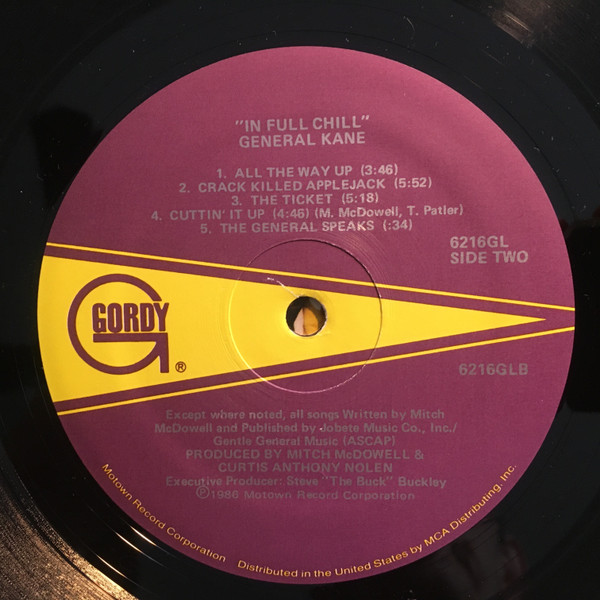 "IN FULL CHILL"
GENERAL KANE
1. ALL THE WAY UP (3:46)
2. CRACK KILLED APPLEJACK (5:52)
3. THE TICKET (5:18)
4. CUTTIN' IT UP (4:46) (M. McDowell, T. Patler)
5. THE GENERAL SPEAKS (:34)
6216GL
SIDE TWO
GORDY
®
6216GLB
Except where noted, all songs Written by Mitch
McDowell and Published by Jobete Music Co., Inc./
Gentle General Music (ASCAP)
PRODUCED BY MITCH McDOWELL &
CURTIS ANTHONY NOLEN
Executive Producer: Steve "The Buck" Buckley
℗1986 Motown Record Corporation
Motown Record Corporation Distributed in the United States by MCA Distributing, Inc.